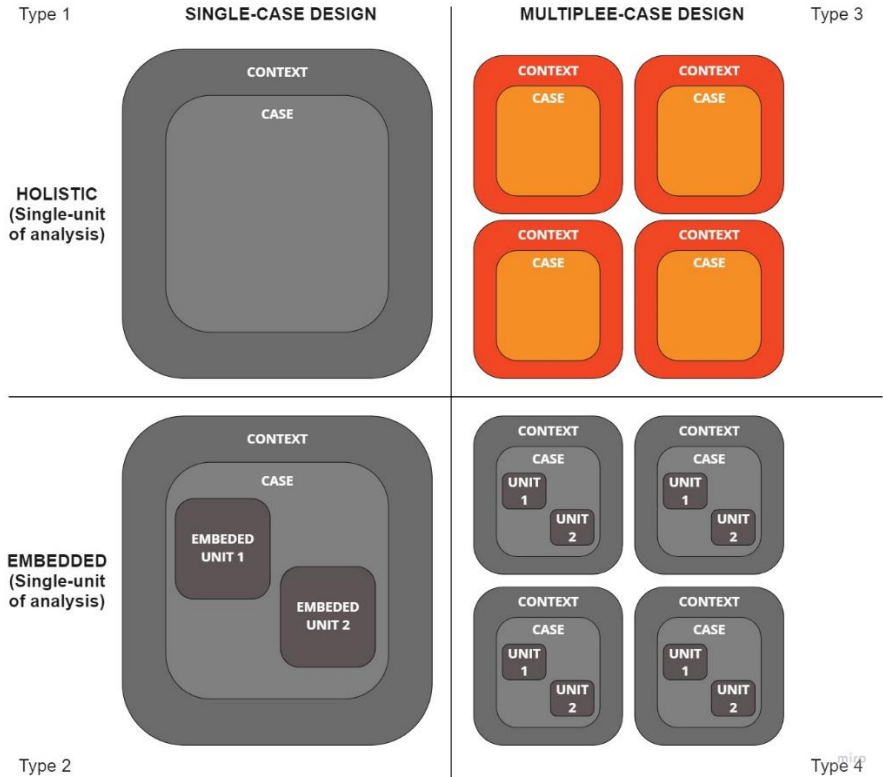 Type 1
SINGLE-CASE DESIGN
MULTIPLEE-CASE DESIGN
Type 3
CONTEXT
CASE
HOLISTIC
(Single-unit
of analysis)
CONTEXT
CASE
CONTEXT
CASE
CONTEXT
CASE
CONTEXT
CASE
CONTEXT
CASE
EMBEDED
UNIT 1
EMBEDED
UNIT 2
EMBEDDED
(Single-unit
of analysis)
CONTEXT
CASE
UNIT
1
UNIT
2
CONTEXT
CASE
UNIT
1
UNIT
2
CONTEXT
CASE
UNIT
1
UNIT
2
CONTEXT
CASE
UNIT
1
UNIT
2
Type 2
miro
Type 4